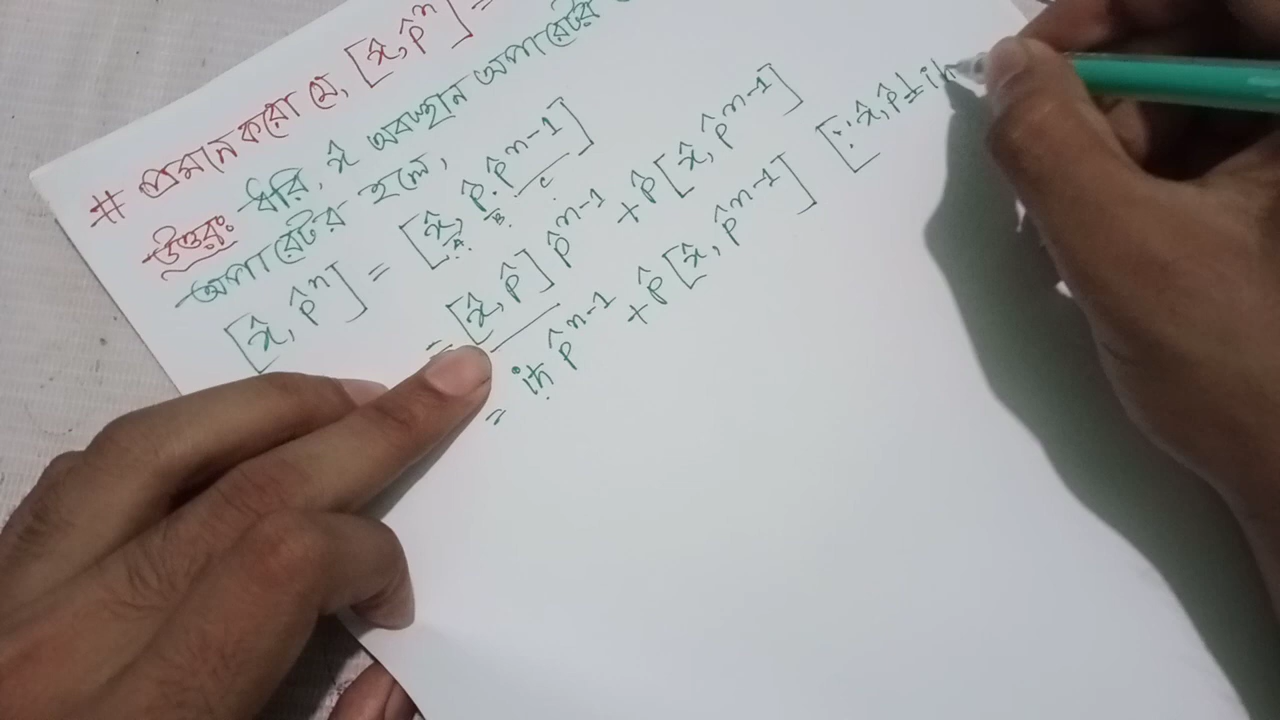 # প্রমান করো যে, [x̂, p̂ⁿ] =
উত্তরঃ ধরি, x̂ অবস্থান অপারেটর
অপারেটর হলে,
[x̂, p̂ⁿ] = [x̂, p̂·p̂ⁿ⁻¹]
A B C
= [x̂, p̂] p̂ⁿ⁻¹ + p̂ [x̂, p̂ⁿ⁻¹]
= iħ p̂ⁿ⁻¹ + p̂ [x̂, p̂ⁿ⁻¹] [∵ x̂, p̂] = iħ